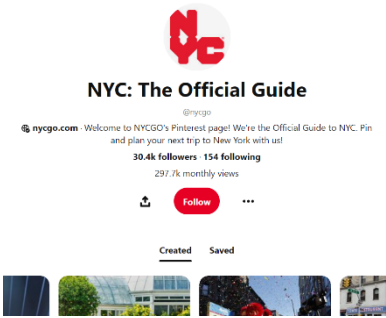 NYC
NYC: The Official Guide
@nycgo
nycgo.com · Welcome to NYCGO's Pinterest page! We're the Official Guide to NYC. Pin
and plan your next trip to New York with us!
30.4k followers · 154 following
297.7k monthly views
Follow
Created Saved